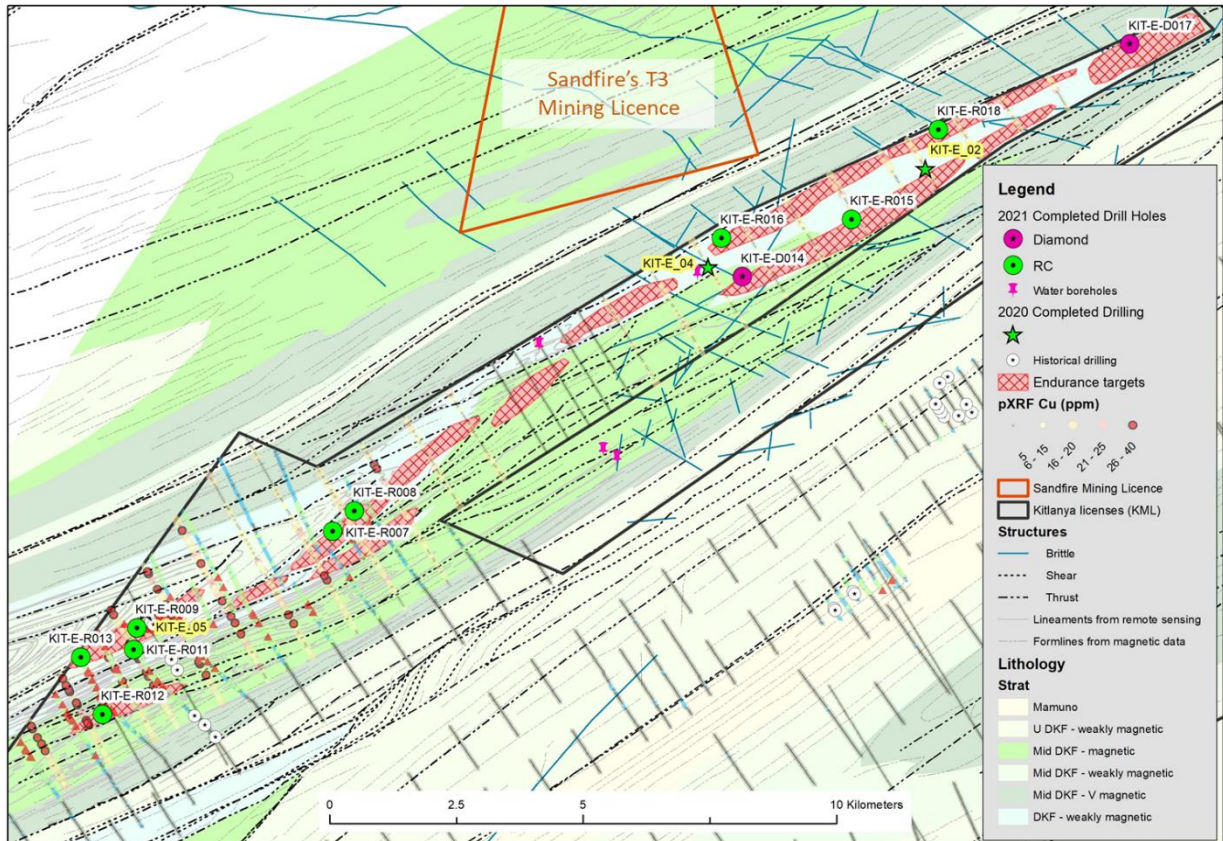 Sandfire's T3
Mining Licence
KIT-E-D017
KIT-E-R018
KIT-E_02
KIT-E-R015
KIT-E-R016
KIT-E_04
KIT-E-D014
KIT-E-R008
KIT-E-R007
KIT-E-R009
KIT-E_05
KIT-E-R013
KIT-E-R011
KIT-E-R012
0 2.5 5 10 Kilometers
Legend
2021 Completed Drill Holes
Diamond
RC
Water boreholes
2020 Completed Drilling
Historical drilling
Endurance targets
pXRF Cu (ppm)
5
6 - 15
16 - 20
21 - 25
26 - 40
Sandfire Mining Licence
Kitlanya licenses (KML)
Structures
Brittle
Shear
Thrust
Lineaments from remote sensing
Formlines from magnetic data
Lithology
Strat
Mamuno
U DKF - weakly magnetic
Mid DKF - magnetic
Mid DKF - weakly magnetic
Mid DKF - V magnetic
DKF - weakly magnetic